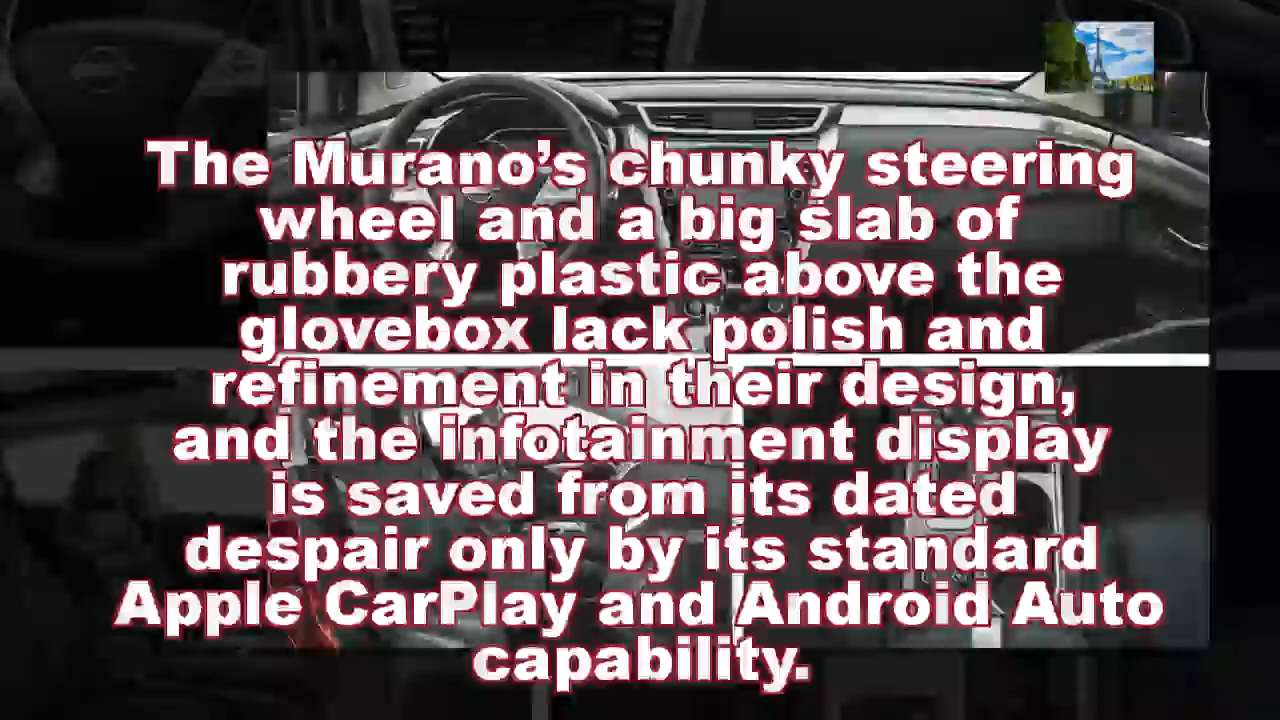 The Murano’s chunky steering
wheel and a big slab of
rubbery plastic above the
glovebox lack polish and
refinement in their design,
and the infotainment display
is saved from its dated
despair only by its standard
Apple CarPlay and Android Auto
capability.